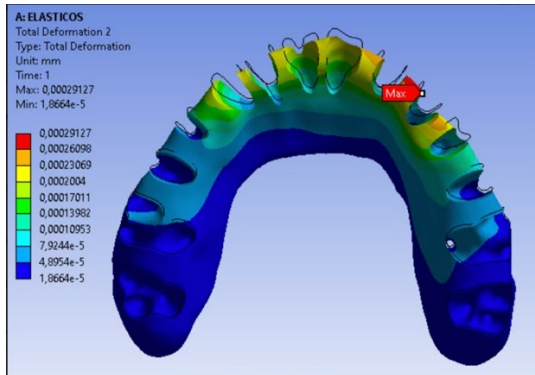 A: ELASTICOS
Total Deformation 2
Type: Total Deformation
Unit: mm
Time: 1
Max: 0,00029127
Min: 1,8664e-5
0,00029127
0,00026098
0,00023069
0,0002004
0,00017011
0,00013982
0,00010953
7,9244e-5
4,8954e-5
1,8664e-5
Max